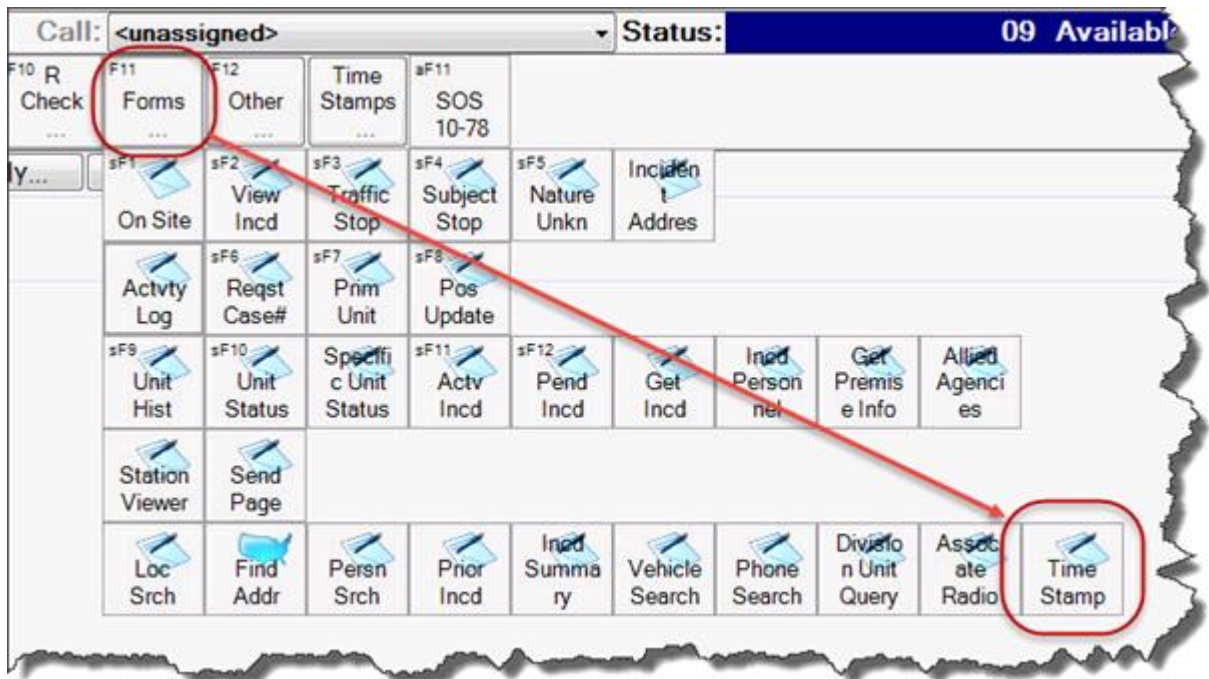 Call: <unassigned> Status: 09 Availabl
F10 R F11 F12 Time aF11
Check Forms Other Stamps SOS
... ... ... ... 10-78
ly...
sF1 sF2 sF3 sF4 sF5 Inciden
View Traffic Subject Nature t
On Site Incd Stop Stop Unkn Addres
sF6 sF7 sF8
Actvty Reqst Prim Pos
Log Case# Unit Update
sF9 sF10 Specifi sF11 sF12 Incd Get Allied
Unit Unit c Unit Actv Pend Get Person Premis Agenci
Hist Status Status Incd Incd Incd nel e Info es
Station Send
Viewer Page
Incd Divisio Assoc
Loc Find Persn Prior Summa Vehicle Phone n Unit ate Time
Srch Addr Srch Incd ry Search Search Query Radio Stamp